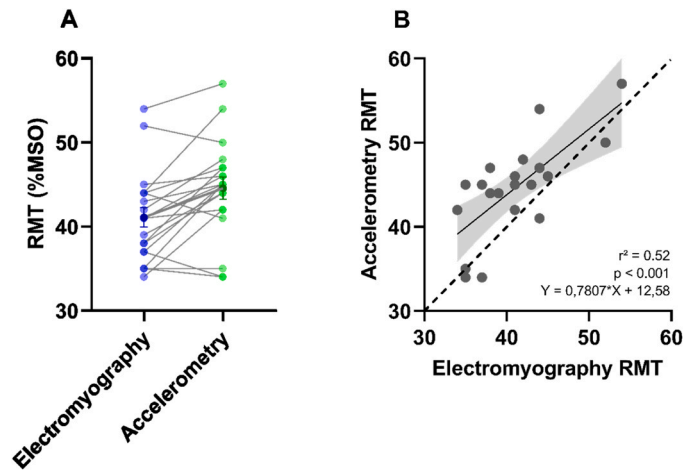 A
60
50
40
30
RMT (%MSO)
Electromyography
Accelerometry
B
60
50
40
30
Accelerometry RMT
r² = 0.52
p < 0.001
Y = 0,7807*X + 12,58
30
40
50
60
Electromyography RMT